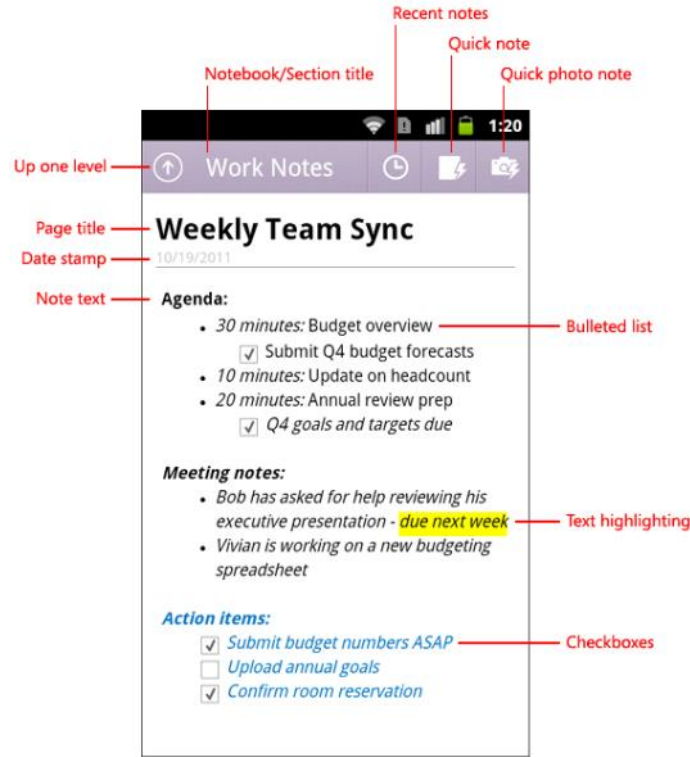 Recent notes
Quick note
Notebook/Section title
Quick photo note
1:20
Up one level
Work Notes
Page title
Weekly Team Sync
Date stamp
10/19/2011
Note text
Agenda:
• 30 minutes: Budget overview
Bulleted list
Submit Q4 budget forecasts
• 10 minutes: Update on headcount
• 20 minutes: Annual review prep
Q4 goals and targets due
Meeting notes:
• Bob has asked for help reviewing his
executive presentation - due next week
Text highlighting
• Vivian is working on a new budgeting
spreadsheet
Action items:
Submit budget numbers ASAP
Checkboxes
Upload annual goals
Confirm room reservation